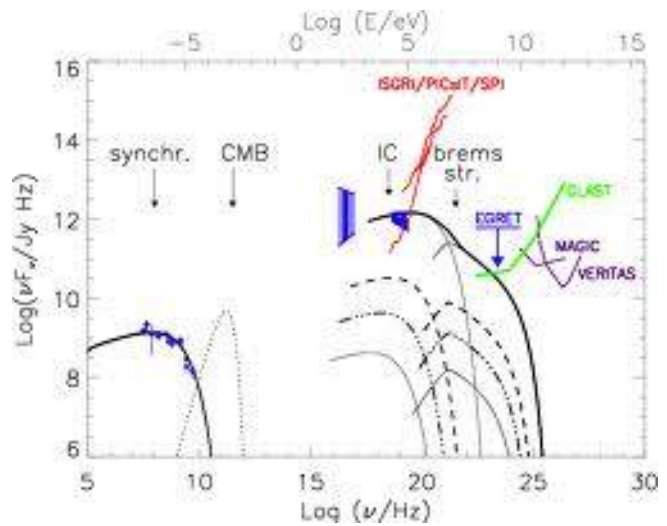 Log (E/eV)
-5 0 5 10 15
16
14
12
10
8
6
Log(νFν/Jy Hz)
synchr.
CMB
IC
brems
str.
ISGRI/PICsIT/SPI
GLAST
EGRET
MAGIC
VERITAS
5 10 15 20 25 30
Log (ν/Hz)